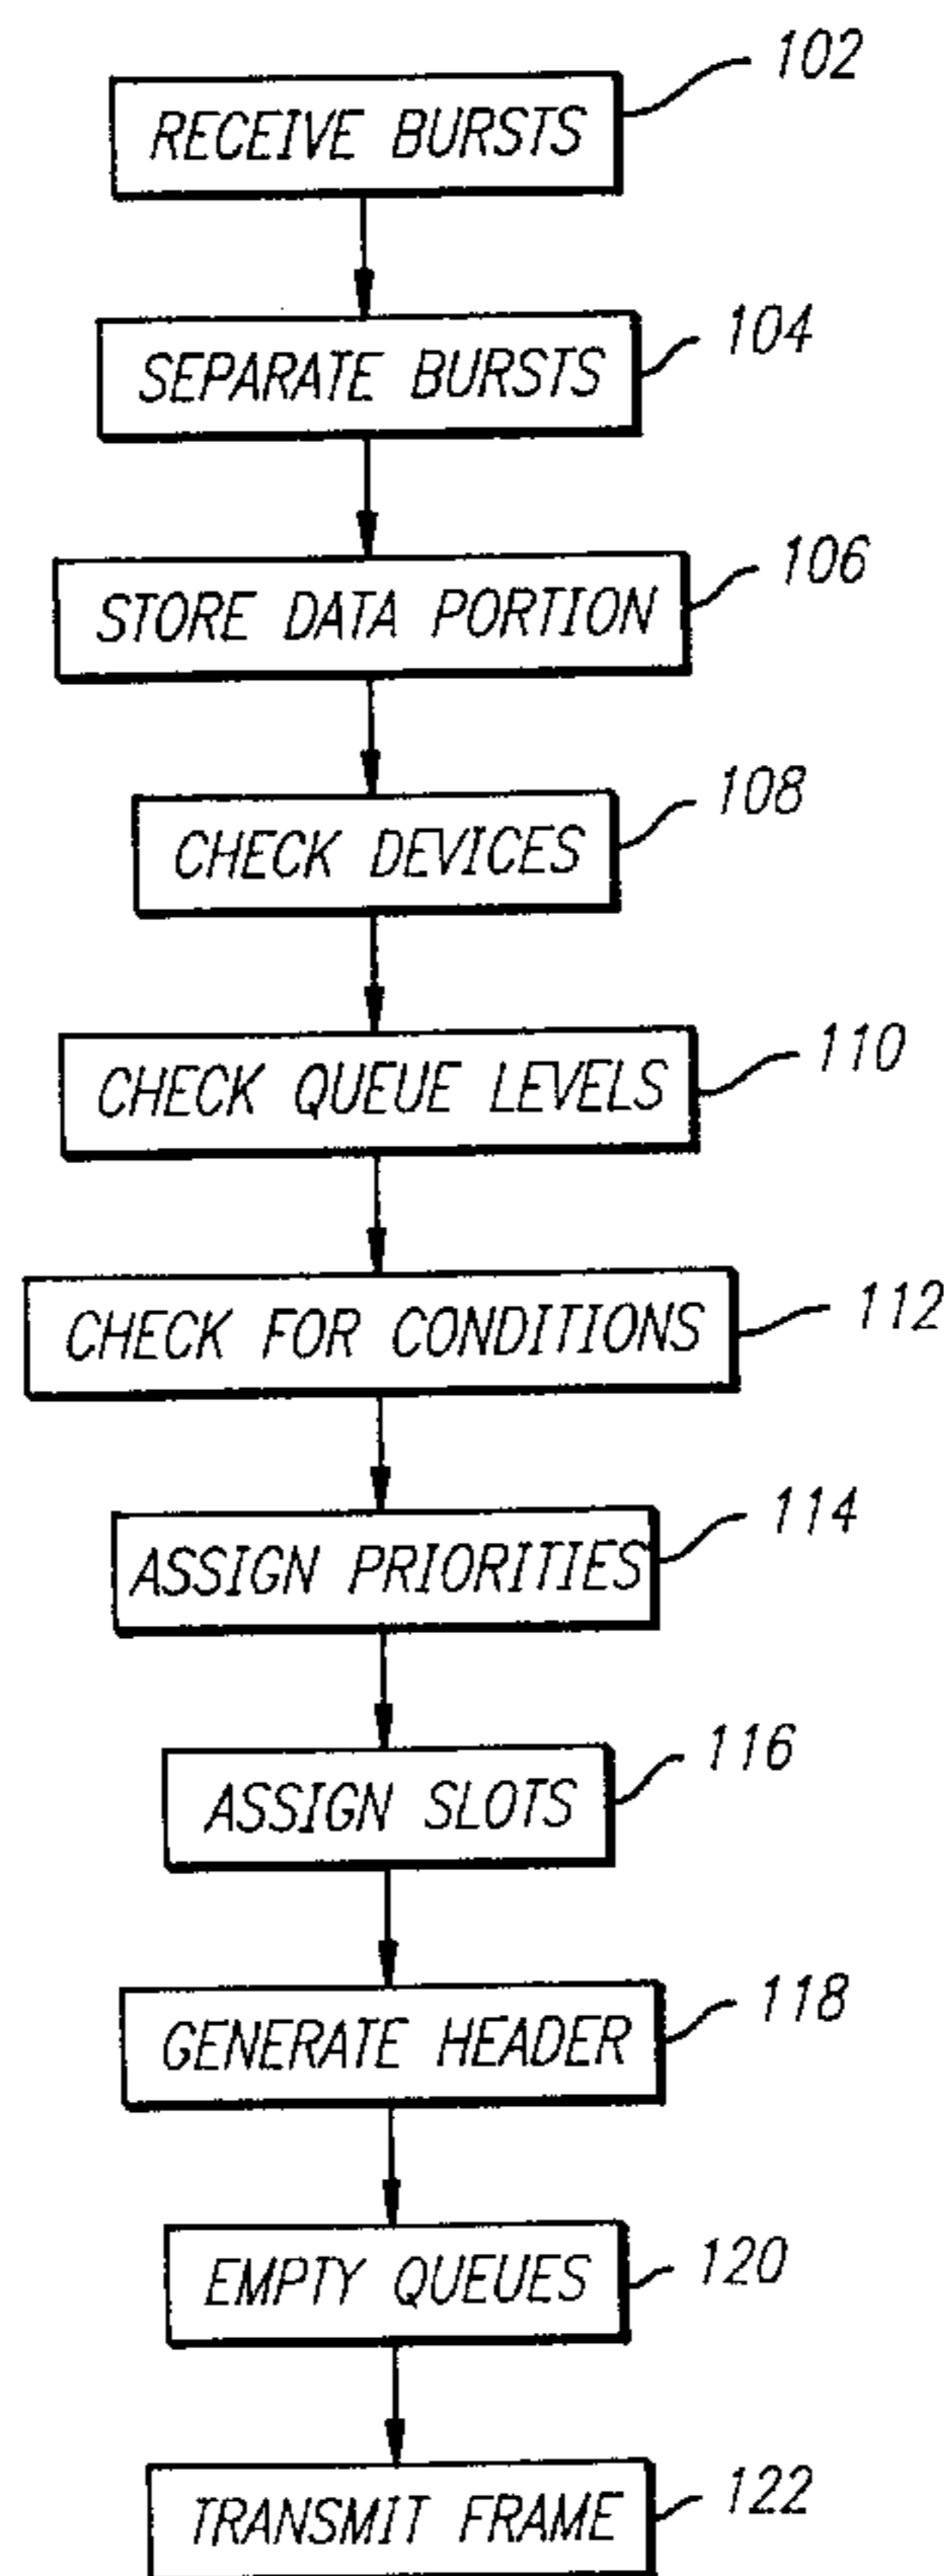 102
RECEIVE BURSTS
104
SEPARATE BURSTS
106
STORE DATA PORTION
108
CHECK DEVICES
110
CHECK QUEUE LEVELS
112
CHECK FOR CONDITIONS
114
ASSIGN PRIORITIES
116
ASSIGN SLOTS
118
GENERATE HEADER
120
EMPTY QUEUES
122
TRANSMIT FRAME